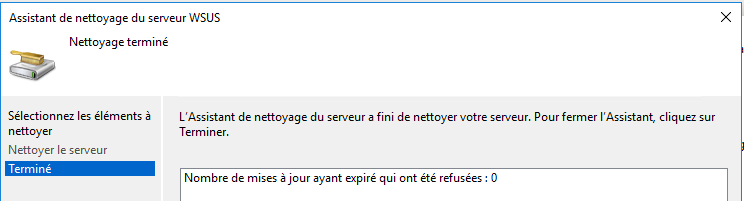 Assistant de nettoyage du serveur WSUS
Nettoyage terminé
Sélectionnez les éléments à
nettoyer
Nettoyer le serveur
Terminé
L'Assistant de nettoyage du serveur a fini de nettoyer votre serveur. Pour fermer l'Assistant, cliquez sur
Terminer.
Nombre de mises à jour ayant expiré qui ont été refusées : 0